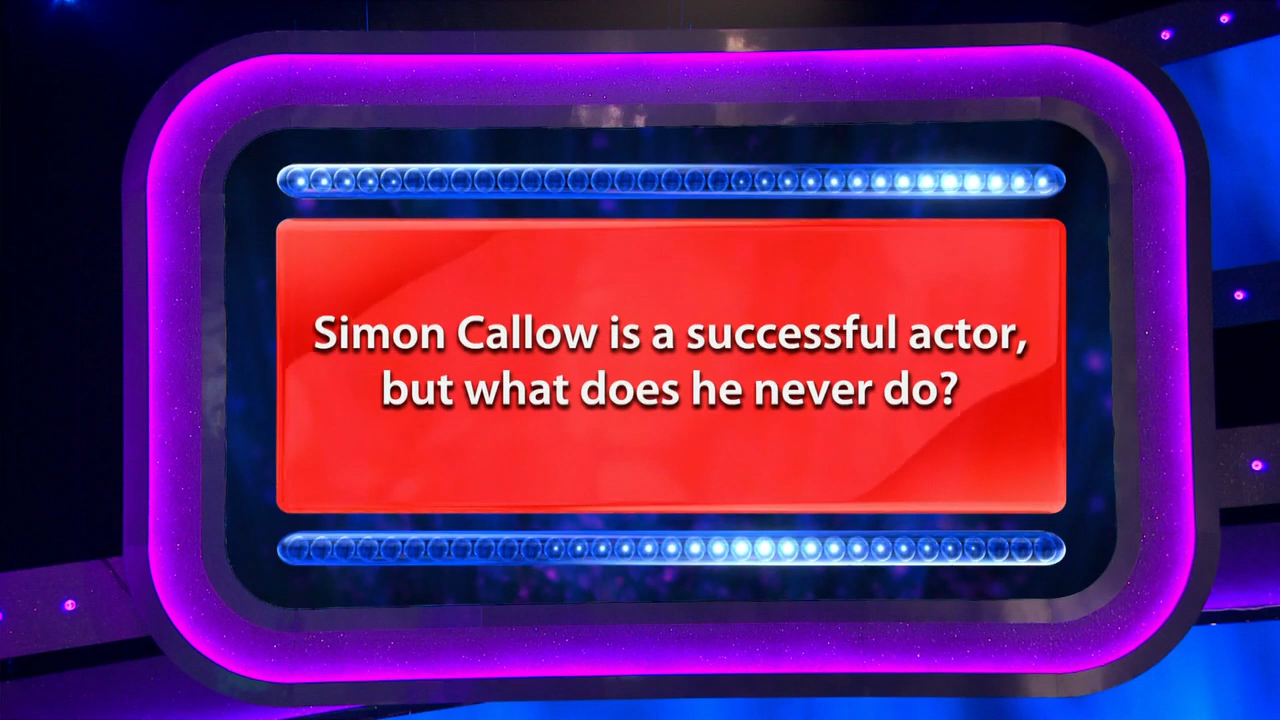 Simon Callow is a successful actor,
but what does he never do?